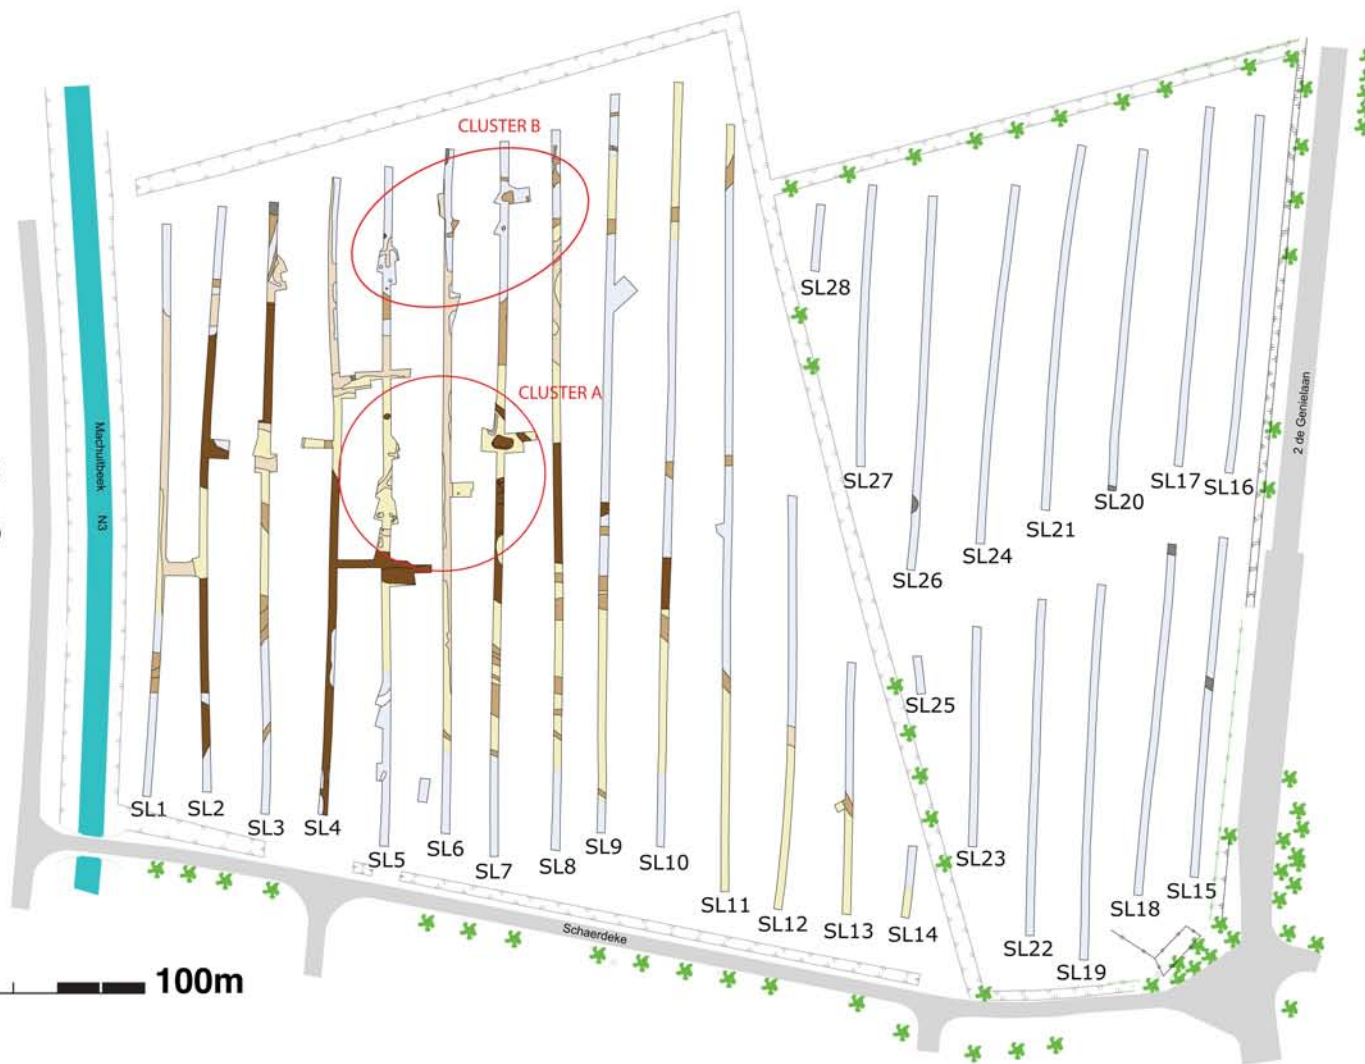 CLUSTER B
CLUSTER A
Machuitbeek N3
2 de Genielaan
SL28
SL27
SL26
SL24
SL21
SL20
SL17
SL16
SL25
SL1
SL2
SL3
SL4
SL5
SL6
SL7
SL8
SL9
SL10
SL11
SL12
SL13
SL14
SL23
SL22
SL19
SL18
SL15
Schaerdeke
100m